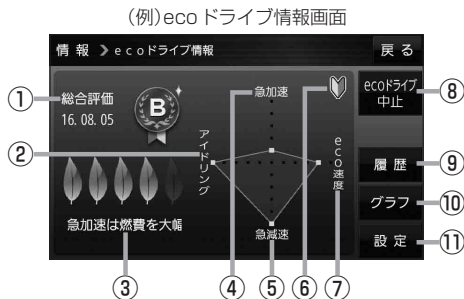 (例)eco ドライブ情報画面
情 報 ecoドライブ情報
戻 る
① 総合評価
16. 08. 05
B
④ 急加速
⑥
ecoドライブ
中止
⑧
② アイドリング
eco速度
履 歴 ⑨
グラフ ⑩
急加速は燃費を大幅
急減速
設 定 ⑪
③
⑤
⑦